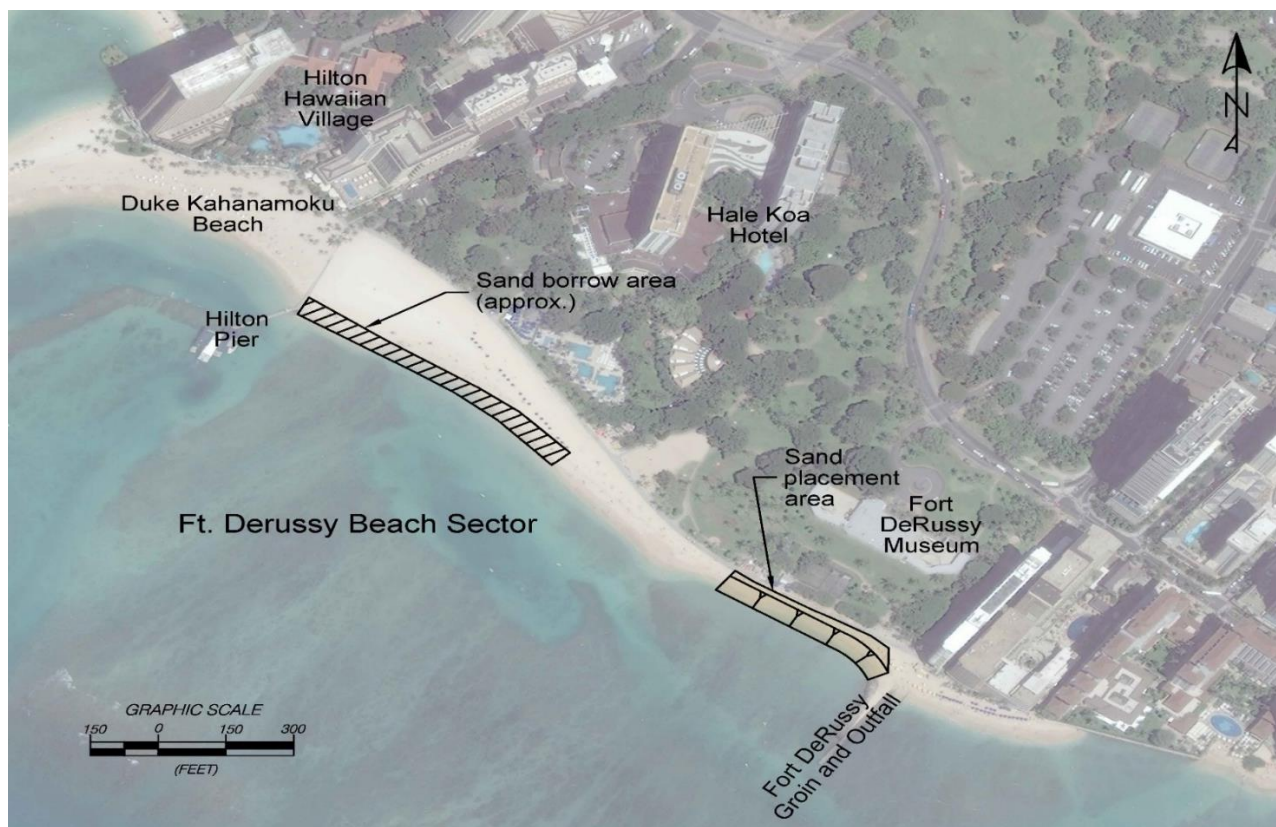 Hilton
Hawaiian
Village
N
Duke Kahanamoku
Beach
Hale Koa
Hotel
Sand borrow area
(approx.)
Hilton
Pier
Sand
placement
area
Fort
DeRussy
Museum
Ft. Derussy Beach Sector
Fort DeRussy
Groin and Outfall
GRAPHIC SCALE
150 0 150 300
(FEET)